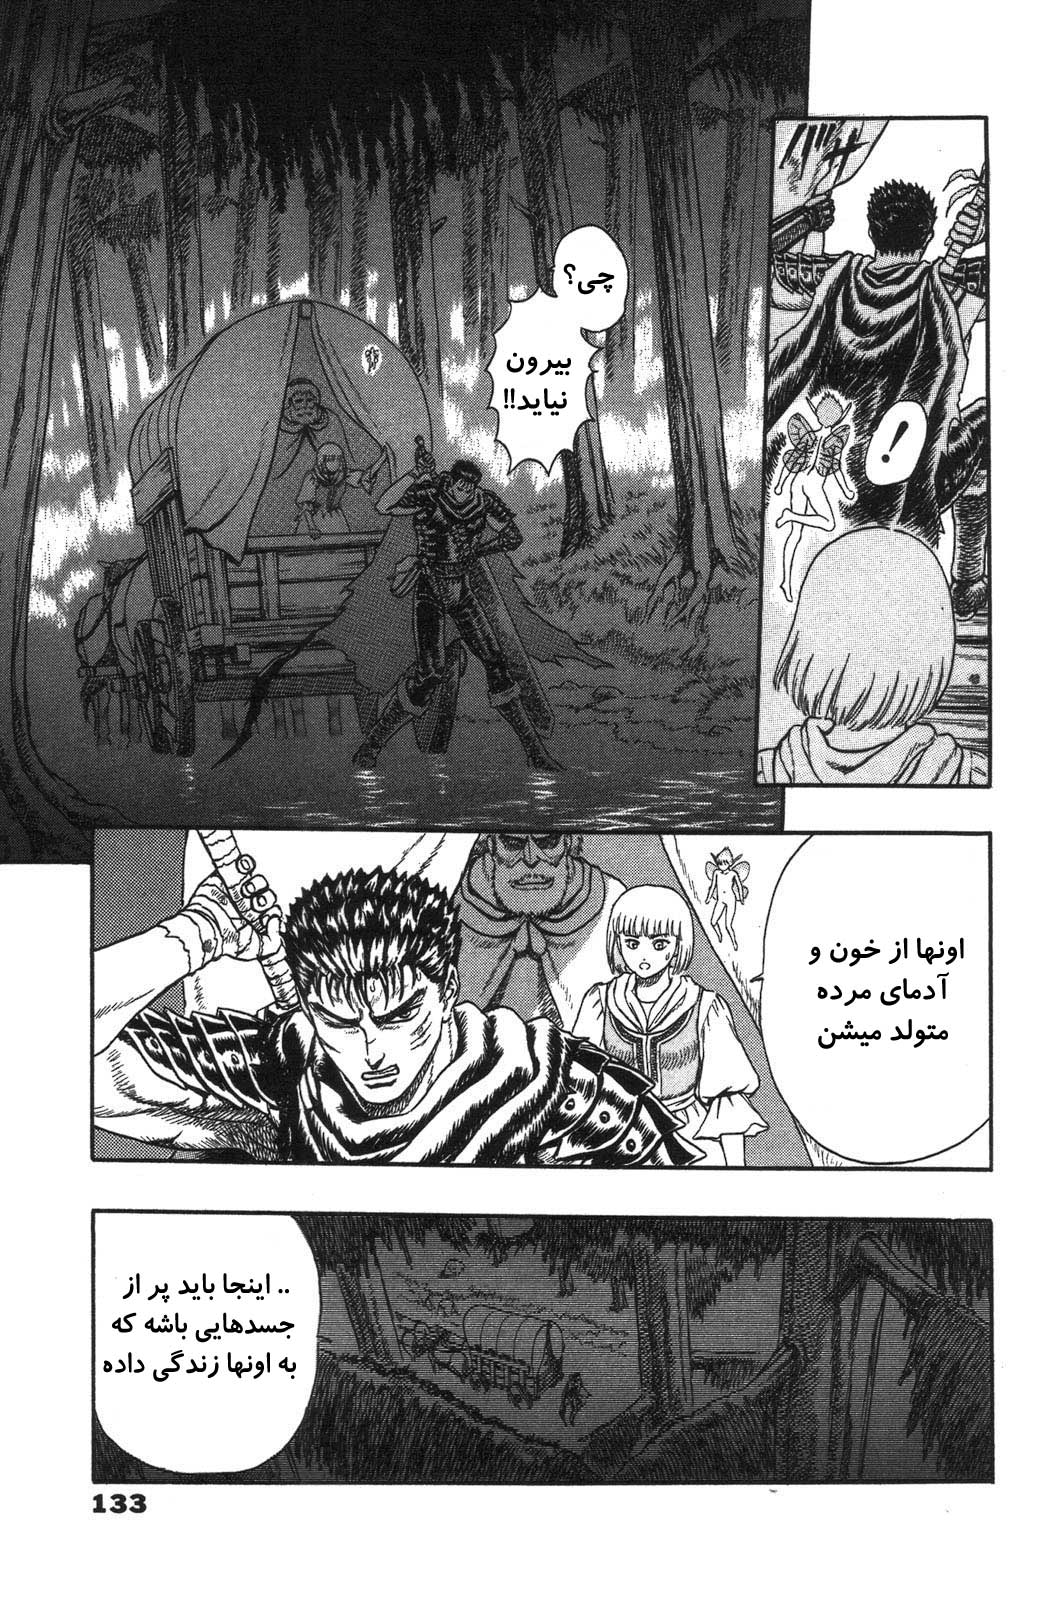 !
چی؟
بیرون
نیاید!!
اونها از خون و
آدمای مرده
متولد میشن
.. اینجا باید پر از
جسدهایی باشه که
به اونها زندگی داده
133